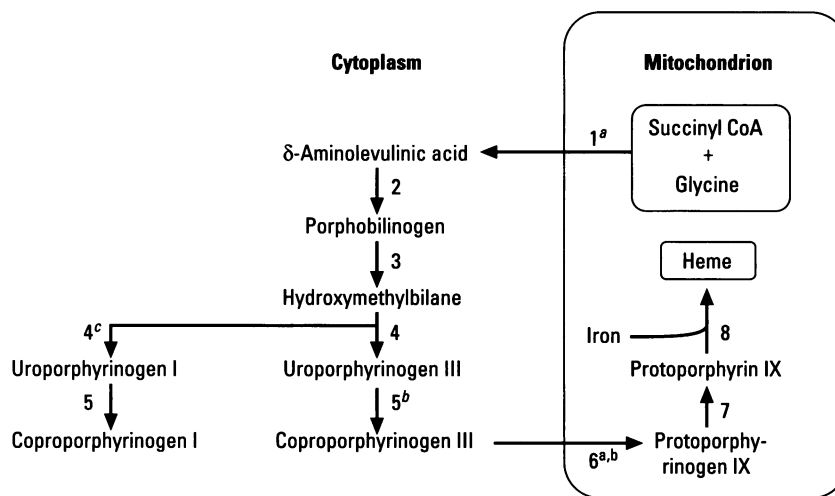 Cytoplasm
Mitochondrion
1a
Succinyl CoA
+
Glycine
δ-Aminolevulinic acid
2
Porphobilinogen
3
Hydroxymethylbilane
Heme
4c
4
Iron
8
Uroporphyrinogen I
Uroporphyrinogen III
Protoporphyrin IX
5
5b
7
Coproporphyrinogen I
Coproporphyrinogen III
6a,b
Protoporphy-
rinogen IX